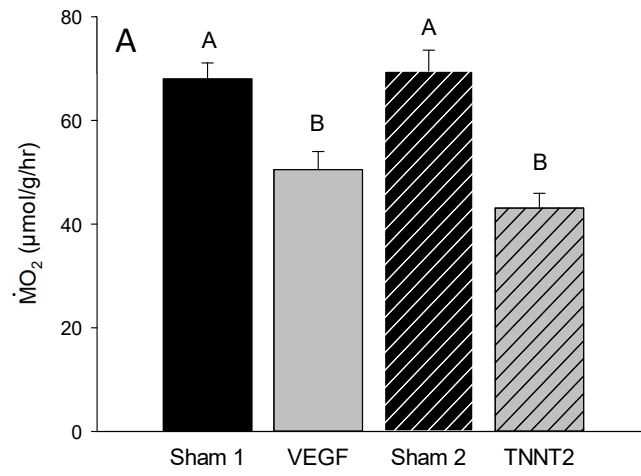 A
A
A
B
B
ṀO₂ (µmol/g/hr)
80
60
40
20
0
Sham 1
VEGF
Sham 2
TNNT2